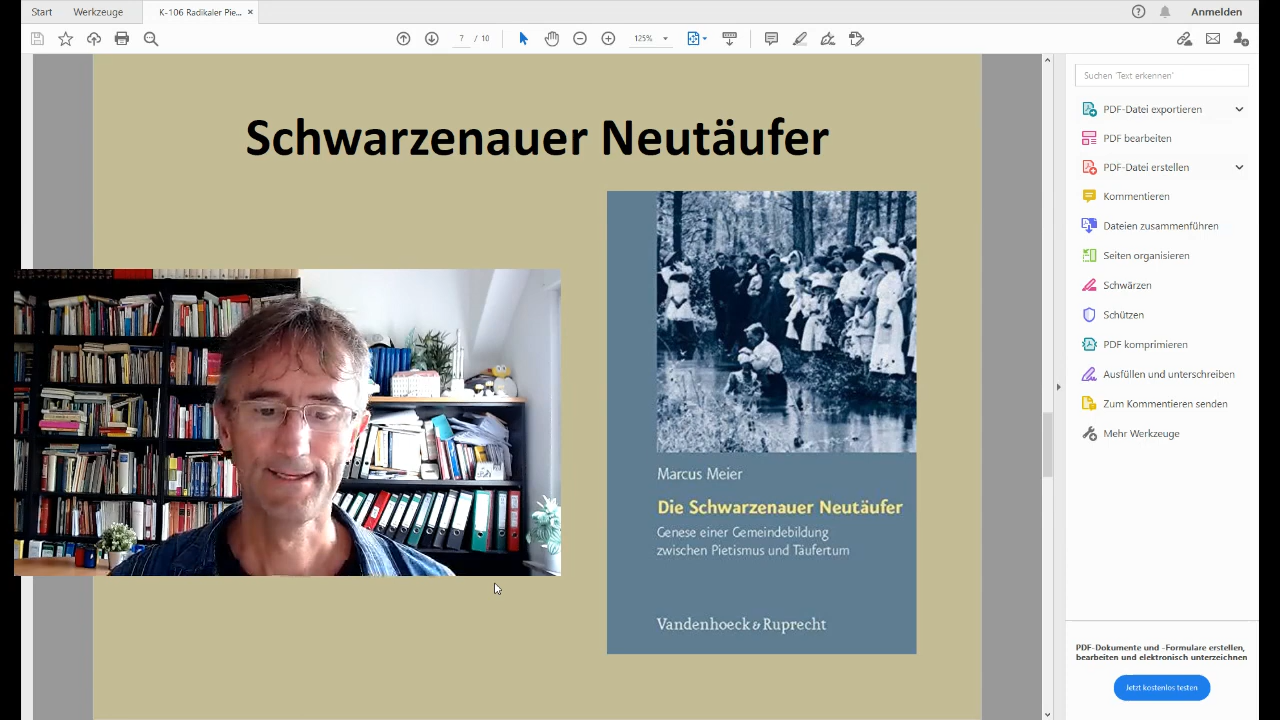 Start
Werkzeuge
K-106 Radikaler Pie...
Anmelden
7 / 10
125%
Schwarzenauer Neutäufer
Marcus Meier
Die Schwarzenauer Neutäufer
Genese einer Gemeindebildung
zwischen Pietismus und Täufertum
Vandenhoeck & Ruprecht
Suchen 'Text erkennen'
PDF-Datei exportieren
PDF bearbeiten
PDF-Datei erstellen
Kommentieren
Dateien zusammenführen
Seiten organisieren
Schwärzen
Schützen
PDF komprimieren
Ausfüllen und unterschreiben
Zum Kommentieren senden
Mehr Werkzeuge
PDF-Dokumente und -Formulare erstellen,
bearbeiten und elektronisch unterzeichnen
Jetzt kostenlos testen